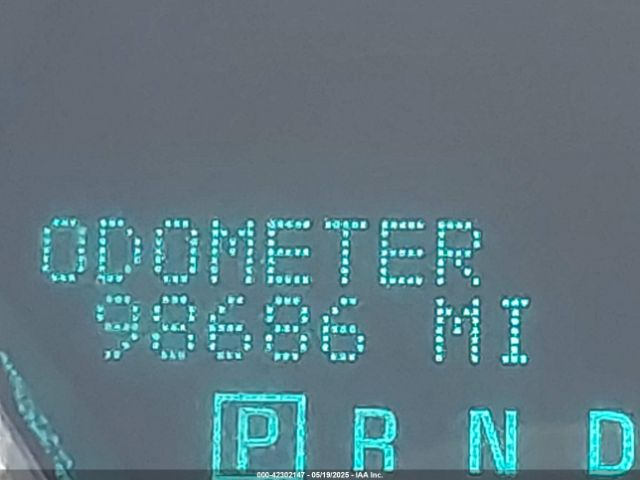 ODOMETER
98686 MI
P R N D
000-42302147 - 05/19/2025 - IAA Inc.